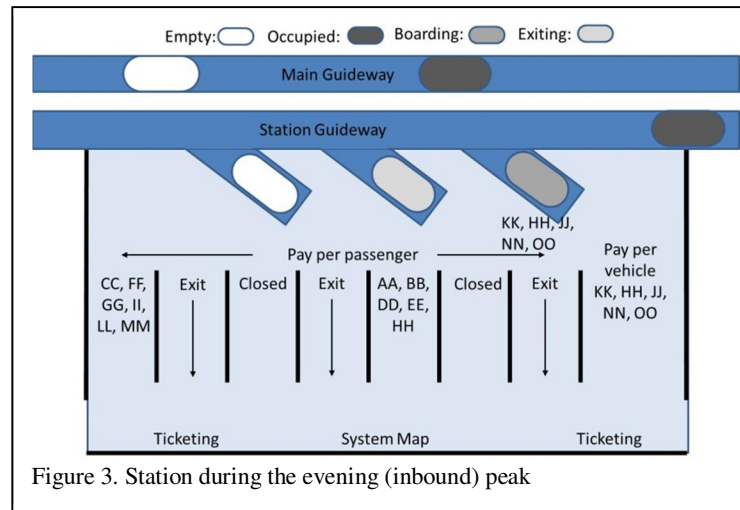 Empty: Occupied: Boarding: Exiting:
Main Guideway
Station Guideway
KK, HH, JJ,
NN, OO
Pay per passenger
Pay per
vehicle
KK, HH, JJ,
NN, OO
CC, FF,
GG, II,
LL, MM
Exit
Closed
Exit
AA, BB,
DD, EE,
HH
Closed
Exit
Ticketing
System Map
Ticketing
Figure 3. Station during the evening (inbound) peak